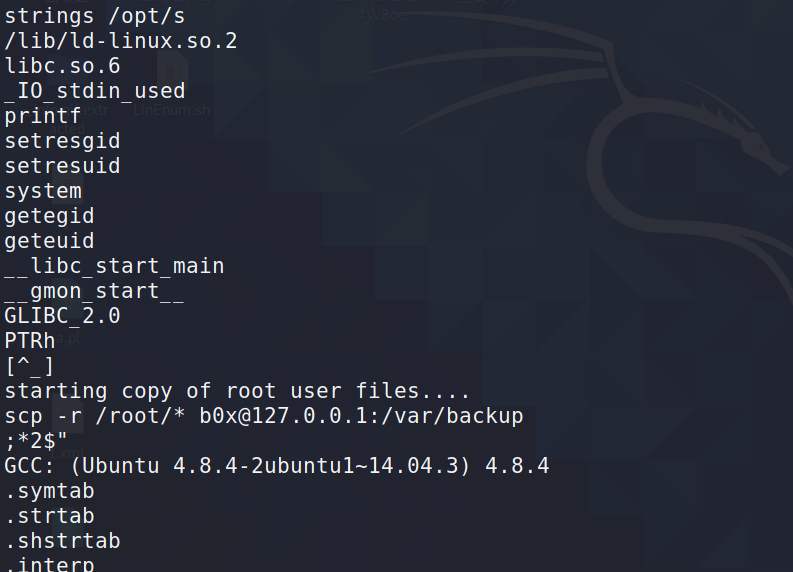 strings /opt/s
/lib/ld-linux.so.2
libc.so.6
_IO_stdin_used
printf
setresgid
setresuid
system
getegid
geteuid
__libc_start_main
__gmon_start__
GLIBC_2.0
PTRh
[^_]
starting copy of root user files....
scp -r /root/* b0x@127.0.0.1:/var/backup
;*2$"
GCC: (Ubuntu 4.8.4-2ubuntu1~14.04.3) 4.8.4
.symtab
.strtab
.shstrtab
.interp
LinEnum.sh